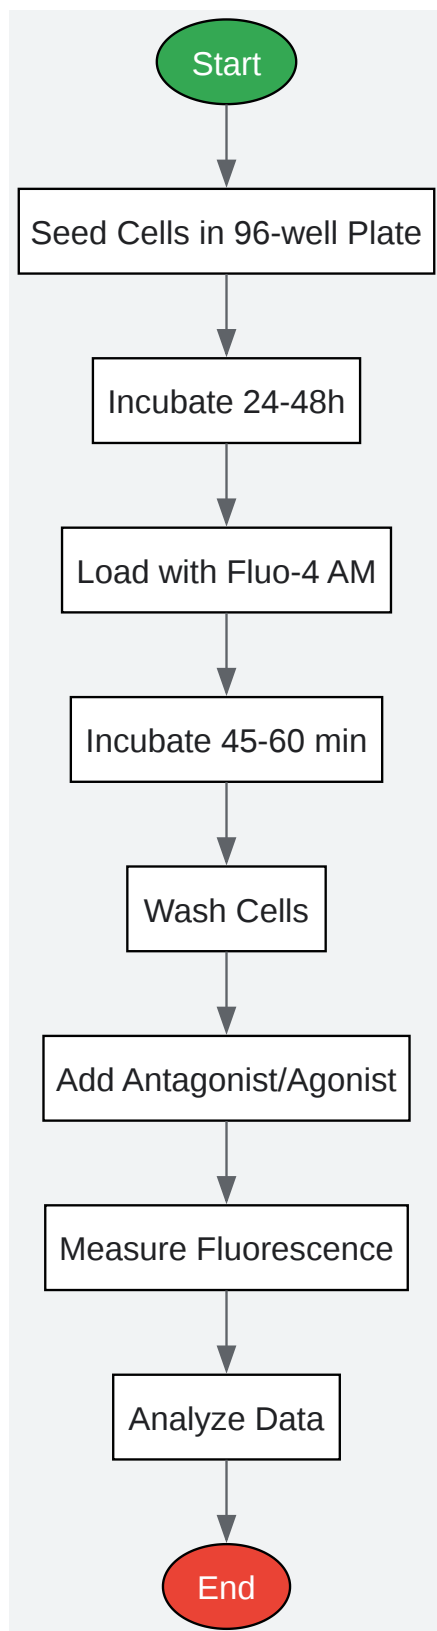 Start
Seed Cells in 96-well Plate
Incubate 24-48h
Load with Fluo-4 AM
Incubate 45-60 min
Wash Cells
Add Antagonist/Agonist
Measure Fluorescence
Analyze Data
End